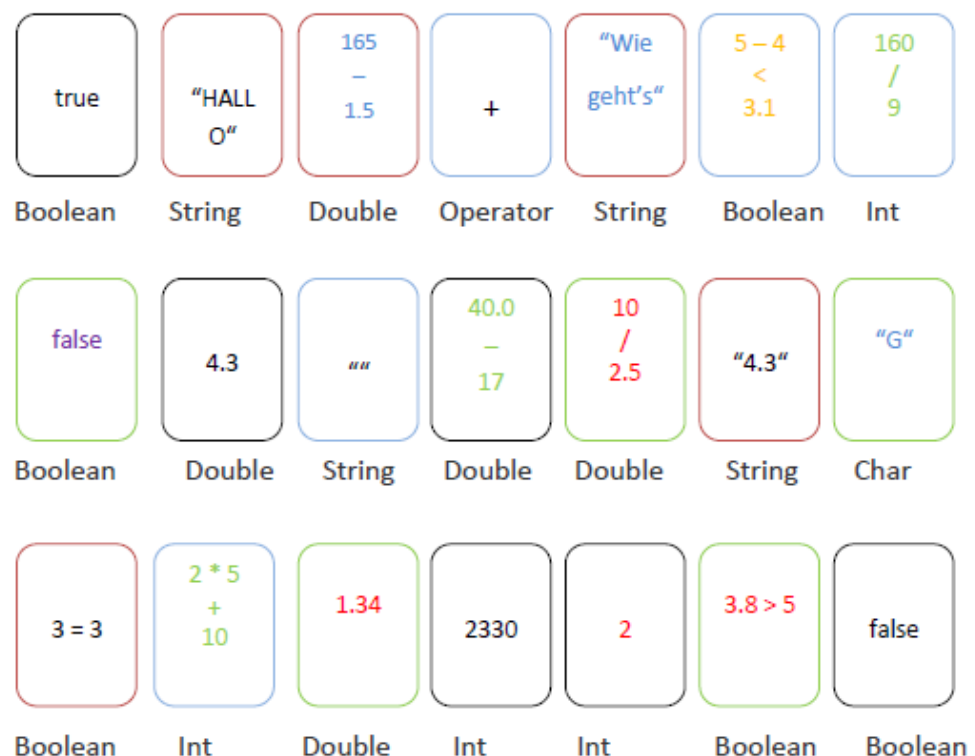 true
“HALL
O“
165
–
1.5
+
“Wie
geht’s“
5 – 4
<
3.1
160
/
9
Boolean String Double Operator String Boolean Int
false
4.3
““
40.0
–
17
10
/
2.5
“4.3“
“G“
Boolean Double String Double Double String Char
3 = 3
2 * 5
+
10
1.34
2330
2
3.8 > 5
false
Boolean Int Double Int Int Boolean Boolean